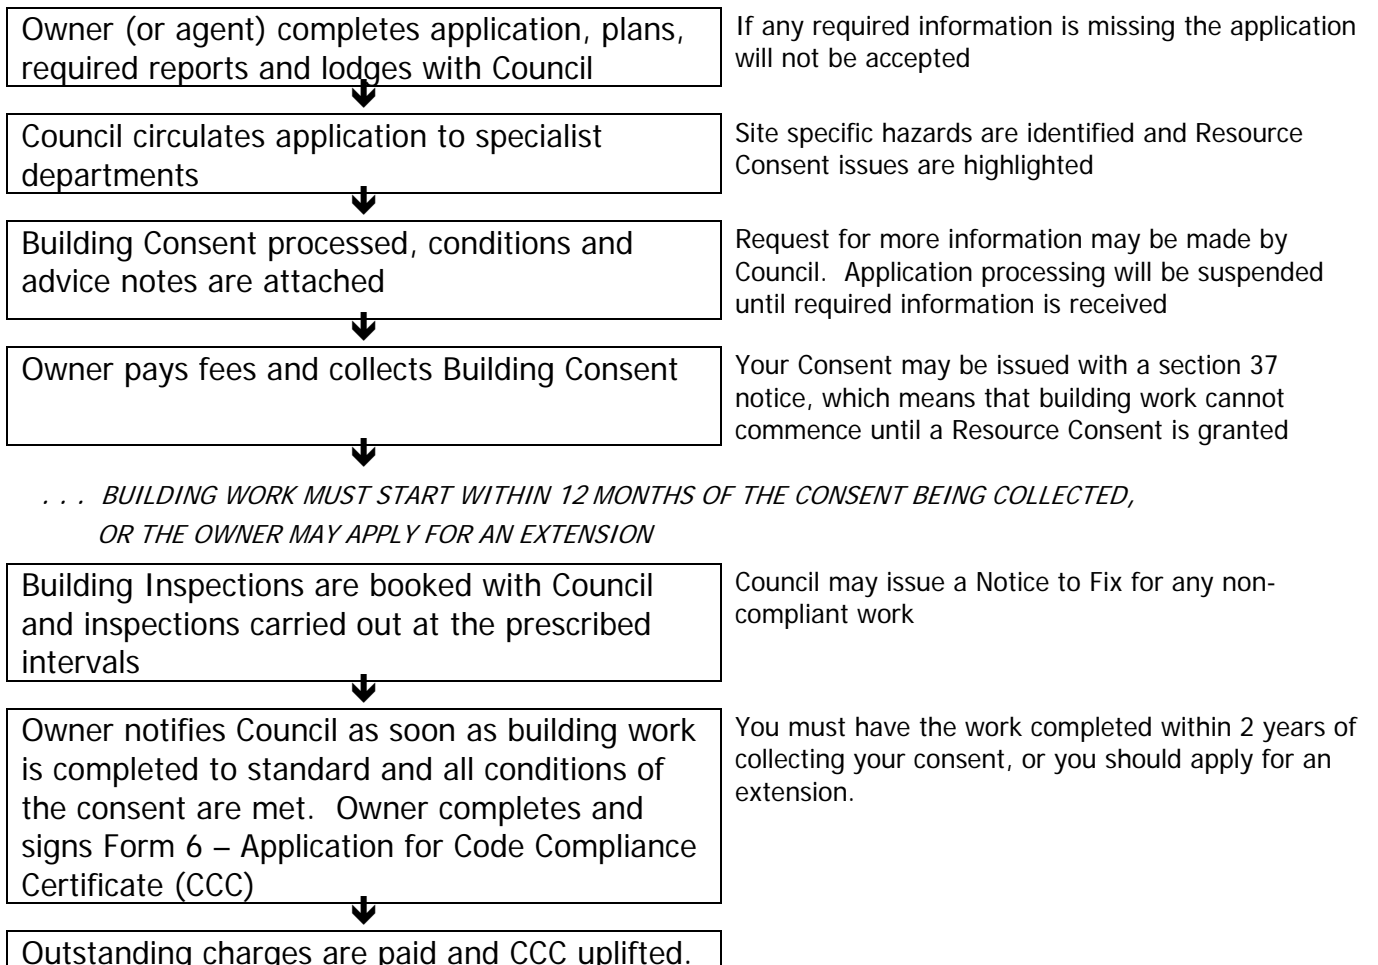 Owner (or agent) completes application, plans,
required reports and lodges with Council
If any required information is missing the application
will not be accepted
Council circulates application to specialist
departments
Site specific hazards are identified and Resource
Consent issues are highlighted
Building Consent processed, conditions and
advice notes are attached
Request for more information may be made by
Council.  Application processing will be suspended
until required information is received
Owner pays fees and collects Building Consent
Your Consent may be issued with a section 37
notice, which means that building work cannot
commence until a Resource Consent is granted
. . . BUILDING WORK MUST START WITHIN 12 MONTHS OF THE CONSENT BEING COLLECTED,
OR THE OWNER MAY APPLY FOR AN EXTENSION
Building Inspections are booked with Council
and inspections carried out at the prescribed
intervals
Council may issue a Notice to Fix for any non-
compliant work
Owner notifies Council as soon as building work
is completed to standard and all conditions of
the consent are met.  Owner completes and
signs Form 6 – Application for Code Compliance
Certificate (CCC)
You must have the work completed within 2 years of
collecting your consent, or you should apply for an
extension.
Outstanding charges are paid and CCC uplifted.